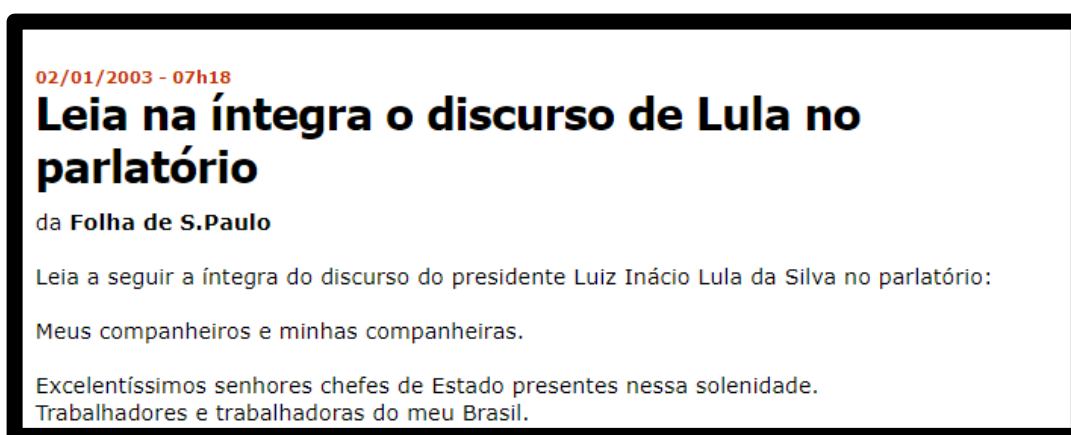 02/01/2003 - 07h18
Leia na íntegra o discurso de Lula no
parlatório
da Folha de S.Paulo
Leia a seguir a íntegra do discurso do presidente Luiz Inácio Lula da Silva no parlatório:
Meus companheiros e minhas companheiras.
Excelentíssimos senhores chefes de Estado presentes nessa solenidade.
Trabalhadores e trabalhadoras do meu Brasil.